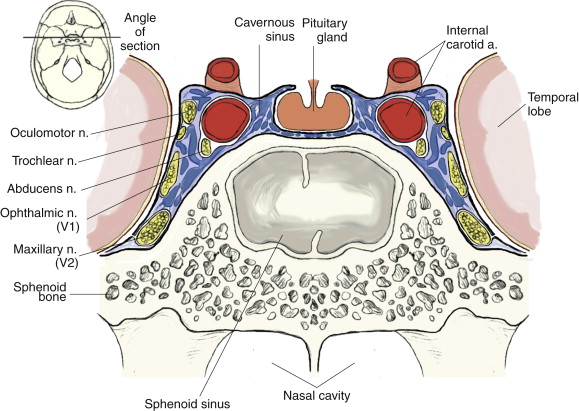 Angle of
section
Cavernous
sinus
Pituitary
gland
Internal
carotid a.
Temporal
lobe
Oculomotor n.
Trochlear n.
Abducens n.
Ophthalmic n.
(V1)
Maxillary n.
(V2)
Sphenoid
bone
Sphenoid sinus
Nasal cavity